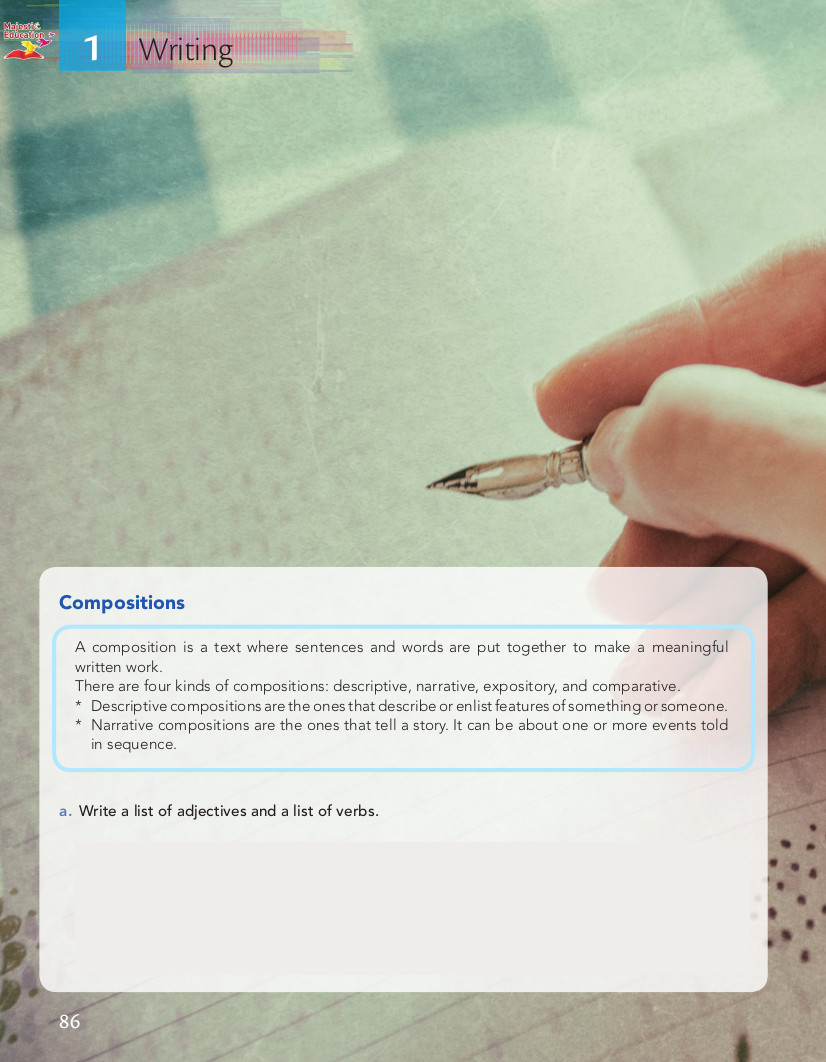 Majestic
Education
1
Writing
Compositions
A composition is a text where sentences and words are put together to make a meaningful
written work.
There are four kinds of compositions: descriptive, narrative, expository, and comparative.
* Descriptive compositions are the ones that describe or enlist features of something or someone.
* Narrative compositions are the ones that tell a story. It can be about one or more events told
in sequence.
a. Write a list of adjectives and a list of verbs.
86